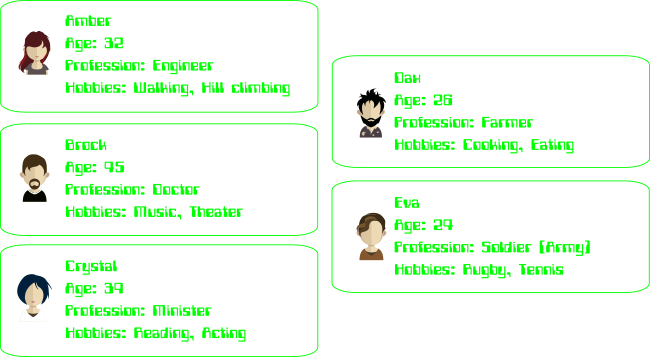 Amber
Age: 32
Profession: Engineer
Hobbies: Walking, Hill climbing
Brock
Age: 45
Profession: Doctor
Hobbies: Music, Theater
Crystal
Age: 39
Profession: Minister
Hobbies: Reading, Acting
Dax
Age: 26
Profession: Farmer
Hobbies: Cooking, Eating
Eva
Age: 29
Profession: Soldier (Army)
Hobbies: Rugby, Tennis